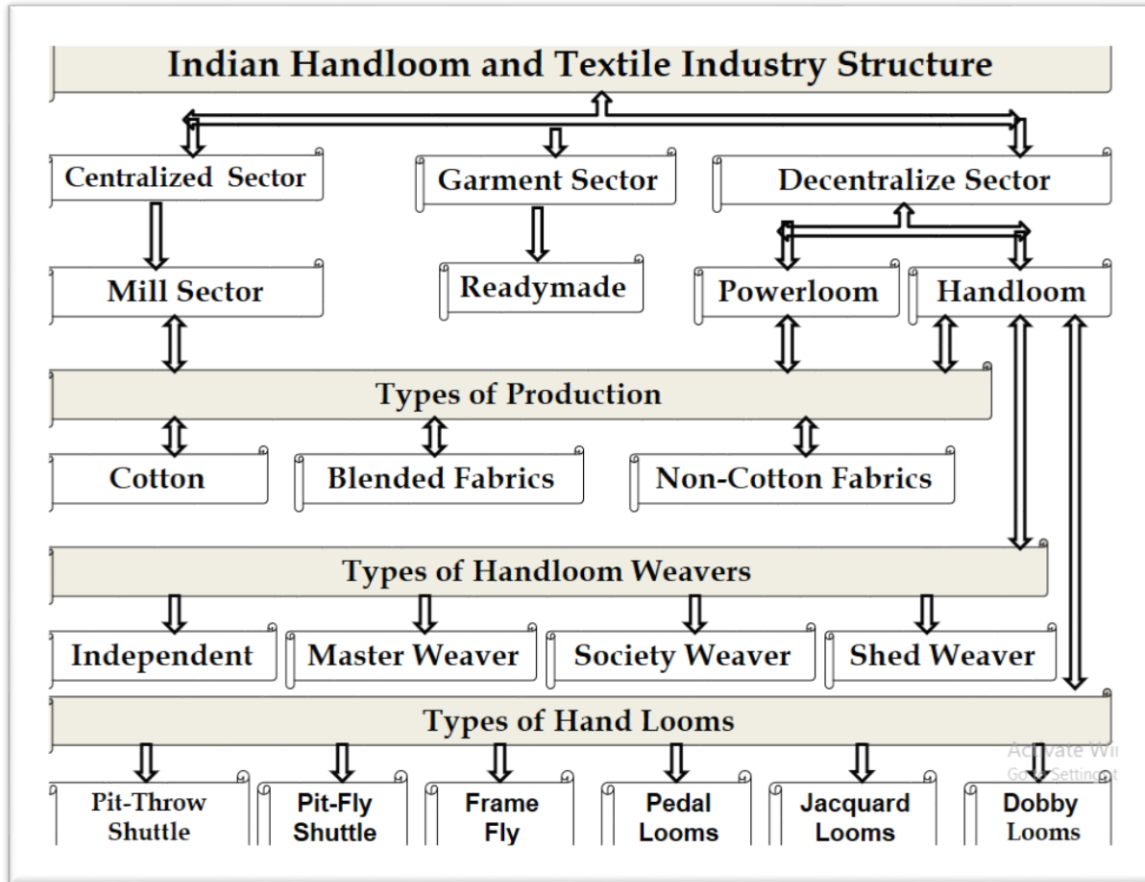 Indian Handloom and Textile Industry Structure
Centralized Sector
Garment Sector
Decentralize Sector
Mill Sector
Readymade
Powerloom
Handloom
Types of Production
Cotton
Blended Fabrics
Non-Cotton Fabrics
Types of Handloom Weavers
Independent
Master Weaver
Society Weaver
Shed Weaver
Types of Hand Looms
Pit-Throw
Shuttle
Pit-Fly
Shuttle
Frame
Fly
Pedal
Looms
Jacquard
Looms
Dobby
Looms
Activate Wi
Go Setting